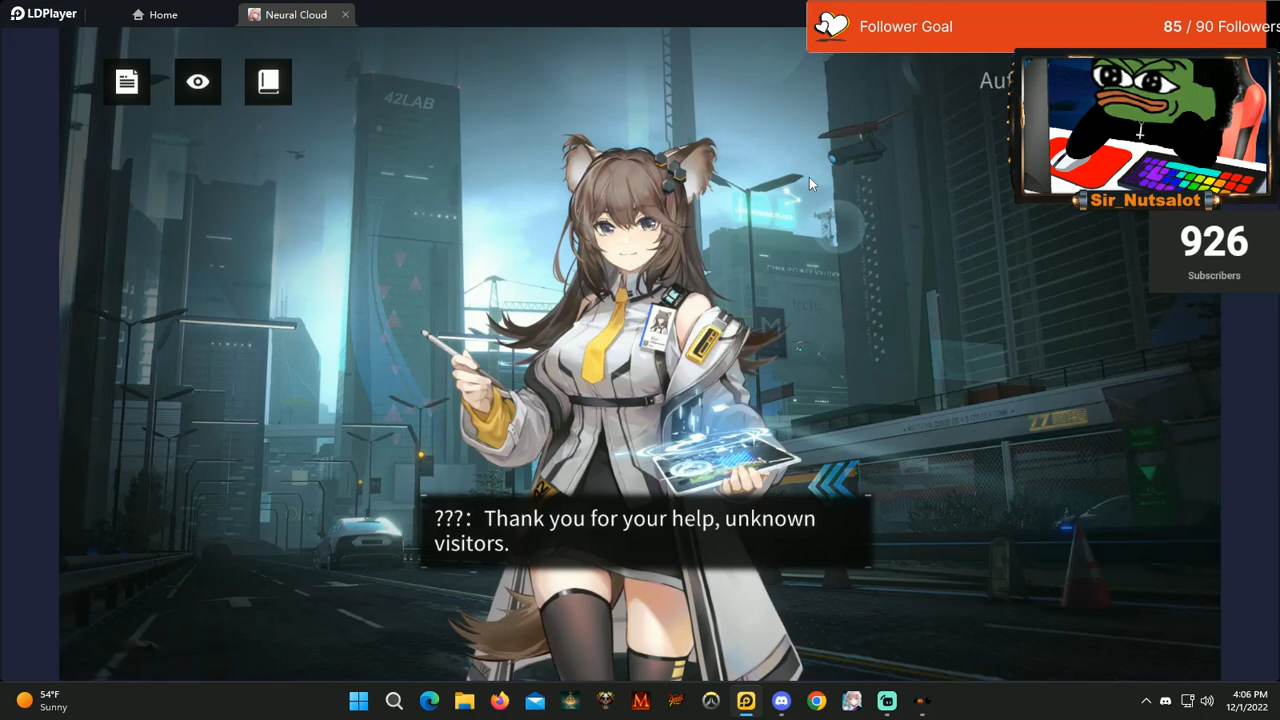 LDPlayer
Home
Neural Cloud
Follower Goal
85 / 90 Followers
42LAB
Au
Sir_Nutsalot
926
Subscribers
M
77
???: Thank you for your help, unknown
visitors.
54°F
Sunny
4:06 PM
12/1/2022